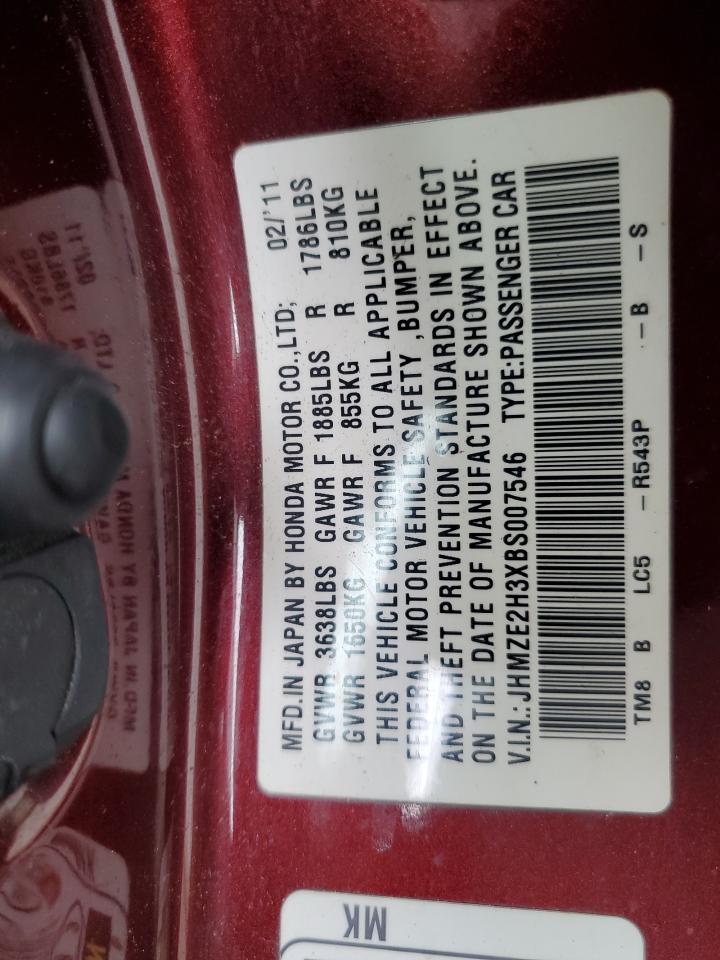 MFD.IN JAPAN BY HONDA MOTOR CO.,LTD; 02/'11
GVWR 3638LBS GAWR F 1885LBS R 1786LBS
GVWR 1650KG GAWR F 855KG R 810KG
THIS VEHICLE CONFORMS TO ALL APPLICABLE
FEDERAL MOTOR VEHICLE SAFETY ,BUMPER,
AND THEFT PREVENTION STANDARDS IN EFFECT
ON THE DATE OF MANUFACTURE SHOWN ABOVE.
V.I.N.: JHMZE2H3XBS007546 TYPE:PASSENGER CAR
TM8 B LC5 – R543P –B –S
MK